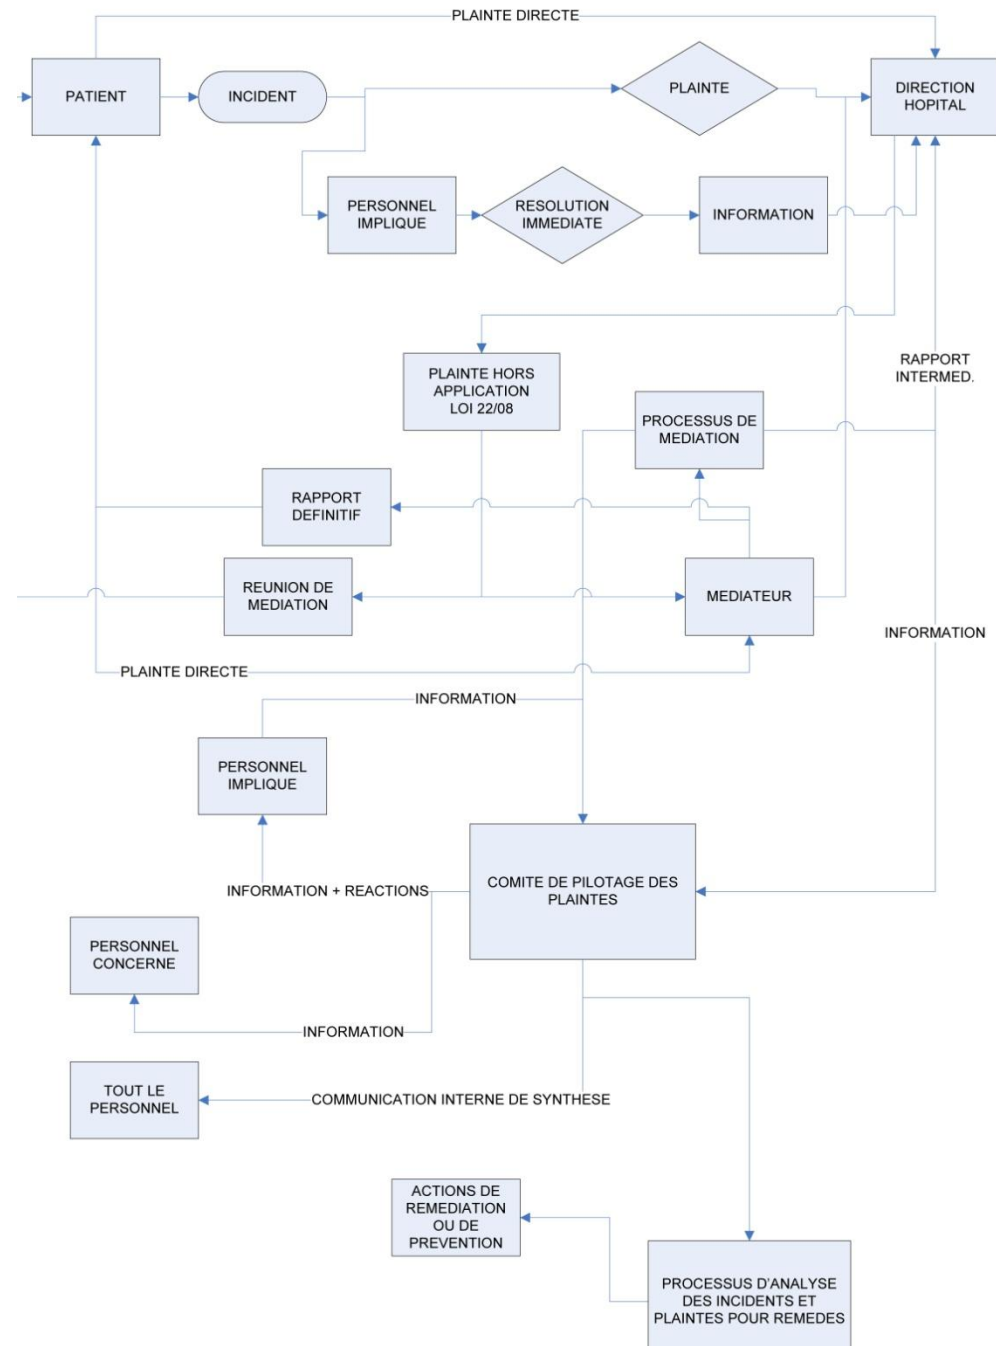 PLAINTE DIRECTE
PATIENT
INCIDENT
PLAINTE
DIRECTION
HOPITAL
PERSONNEL
IMPLIQUE
RESOLUTION
IMMEDIATE
INFORMATION
PLAINTE HORS
APPLICATION
LOI 22/08
RAPPORT
INTERMED.
PROCESSUS DE
MEDIATION
RAPPORT
DEFINITIF
REUNION DE
MEDIATION
MEDIATEUR
INFORMATION
PLAINTE DIRECTE
INFORMATION
PERSONNEL
IMPLIQUE
COMITE DE PILOTAGE DES
PLAINTES
INFORMATION + REACTIONS
PERSONNEL
CONCERNE
INFORMATION
TOUT LE
PERSONNEL
COMMUNICATION INTERNE DE SYNTHESE
ACTIONS DE
REMEDIATION
OU DE
PREVENTION
PROCESSUS D'ANALYSE
DES INCIDENTS ET
PLAINTES POUR REMEDES